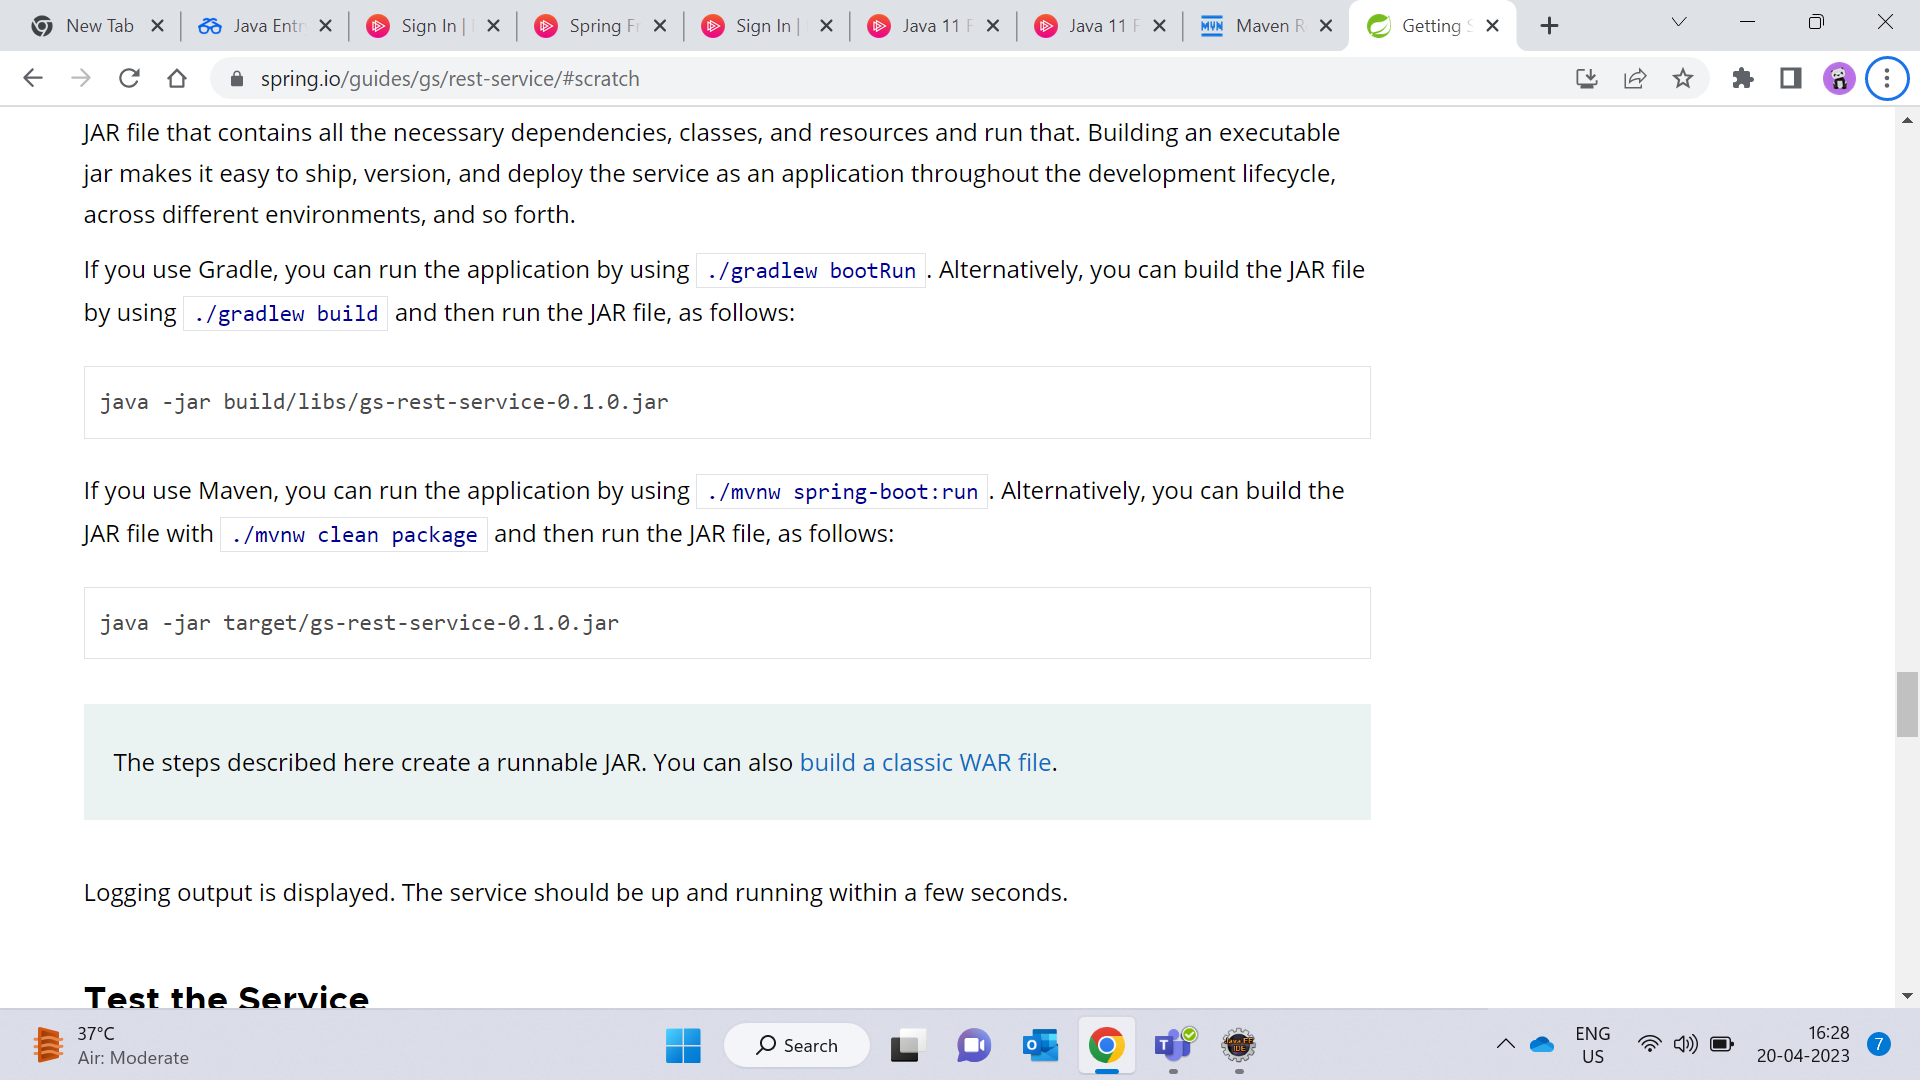 New Tab
Java Entr
Sign In |
Spring Fr
Sign In |
Java 11 F
Java 11 F
MVN Maven R
Getting S
spring.io/guides/gs/rest-service/#scratch
JAR file that contains all the necessary dependencies, classes, and resources and run that. Building an executable
jar makes it easy to ship, version, and deploy the service as an application throughout the development lifecycle,
across different environments, and so forth.
If you use Gradle, you can run the application by using ./gradlew bootRun . Alternatively, you can build the JAR file
by using ./gradlew build and then run the JAR file, as follows:
java -jar build/libs/gs-rest-service-0.1.0.jar
If you use Maven, you can run the application by using ./mvnw spring-boot:run . Alternatively, you can build the
JAR file with ./mvnw clean package and then run the JAR file, as follows:
java -jar target/gs-rest-service-0.1.0.jar
The steps described here create a runnable JAR. You can also build a classic WAR file.
Logging output is displayed. The service should be up and running within a few seconds.
Test the Service
37°C
Air: Moderate
Search
Java EE
IDE
ENG
US
16:28
20-04-2023
7